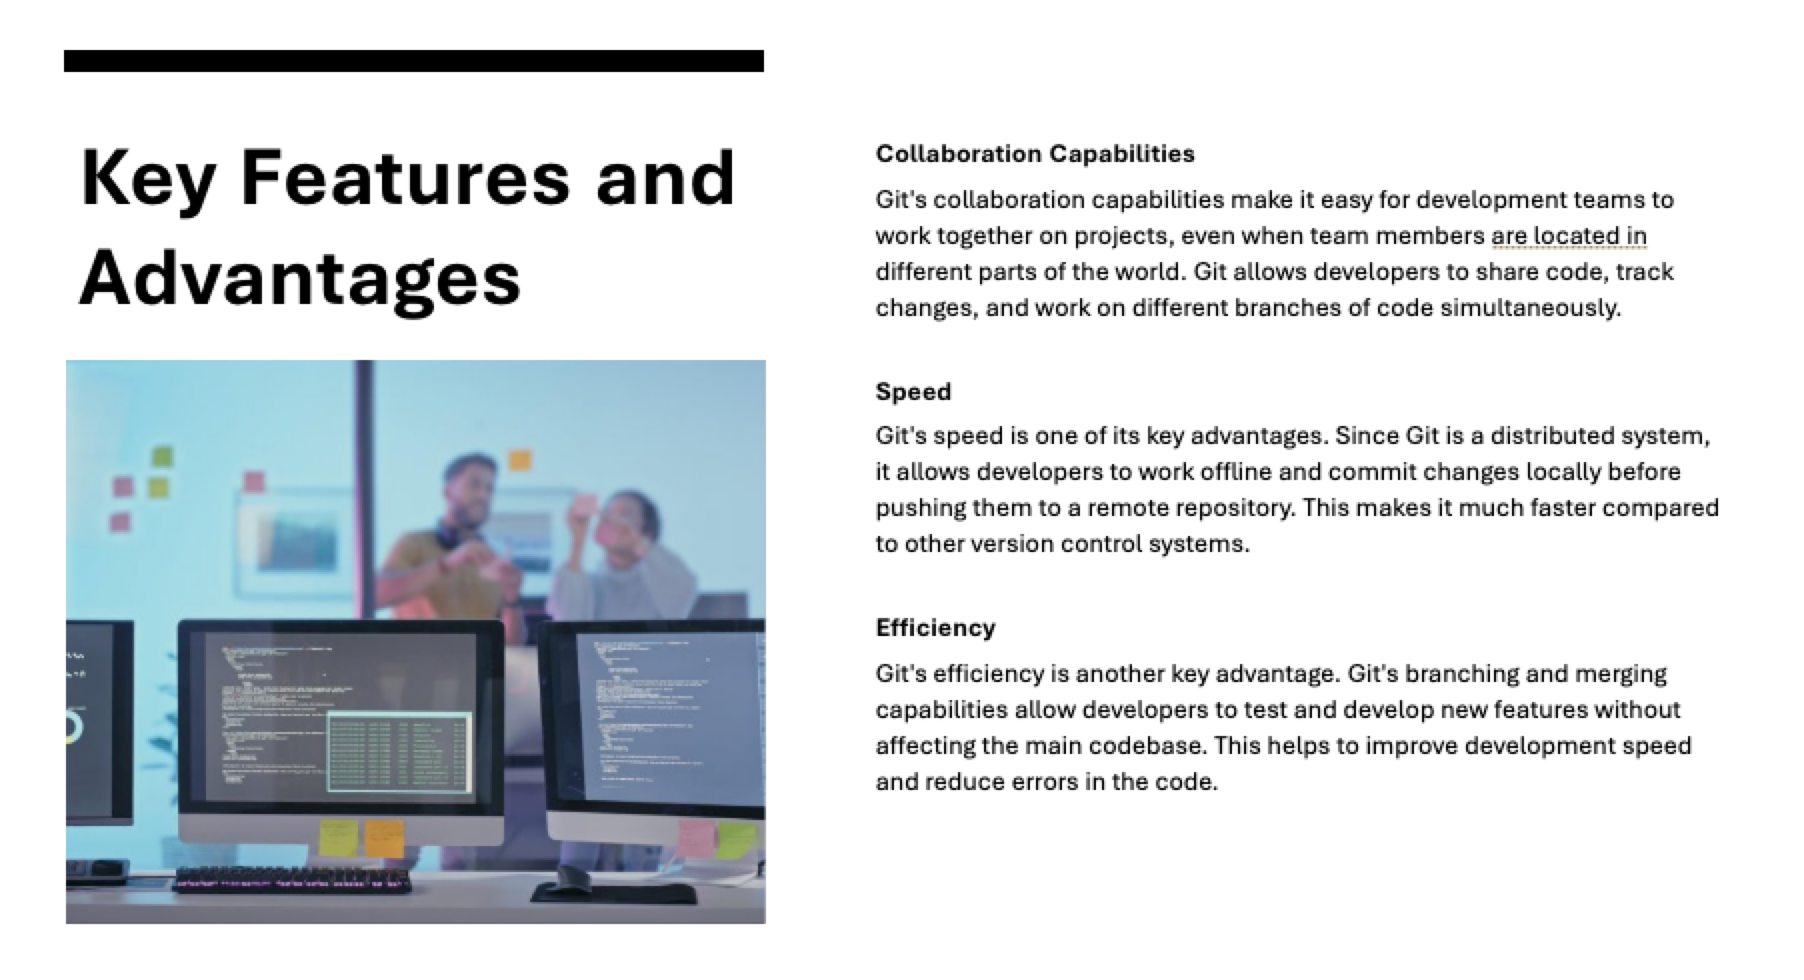 Key Features and
Advantages
Collaboration Capabilities
Git's collaboration capabilities make it easy for development teams to
work together on projects, even when team members are located in
different parts of the world. Git allows developers to share code, track
changes, and work on different branches of code simultaneously.
Speed
Git's speed is one of its key advantages. Since Git is a distributed system,
it allows developers to work offline and commit changes locally before
pushing them to a remote repository. This makes it much faster compared
to other version control systems.
Efficiency
Git's efficiency is another key advantage. Git's branching and merging
capabilities allow developers to test and develop new features without
affecting the main codebase. This helps to improve development speed
and reduce errors in the code.